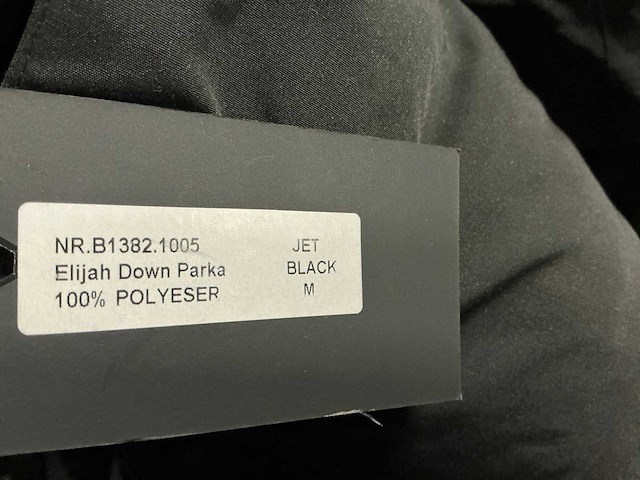 NR.B1382.1005 JET
Elijah Down Parka BLACK
100% POLYESER M